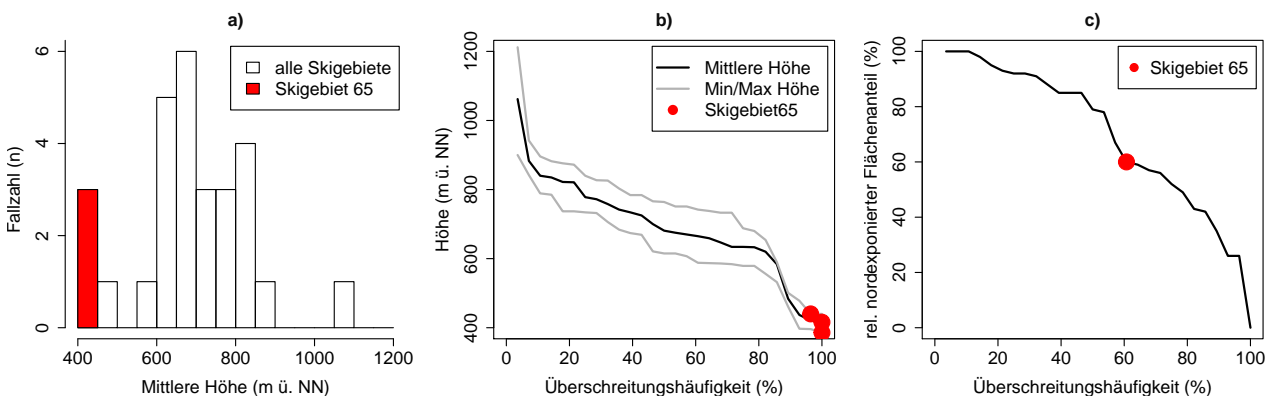 a)
Fallzahl (n)
0
2
4
6
alle Skigebiete
Skigebiet 65
400
600
800
1000
1200
Mittlere Höhe (m ü. NN)
b)
Höhe (m ü. NN)
400
600
800
1000
1200
Mittlere Höhe
Min/Max Höhe
Skigebiet65
0
20
40
60
80
100
Überschreitungshäufigkeit (%)
c)
rel. nordexponierter Flächenanteil (%)
0
20
40
60
80
100
Skigebiet 65
0
20
40
60
80
100
Überschreitungshäufigkeit (%)